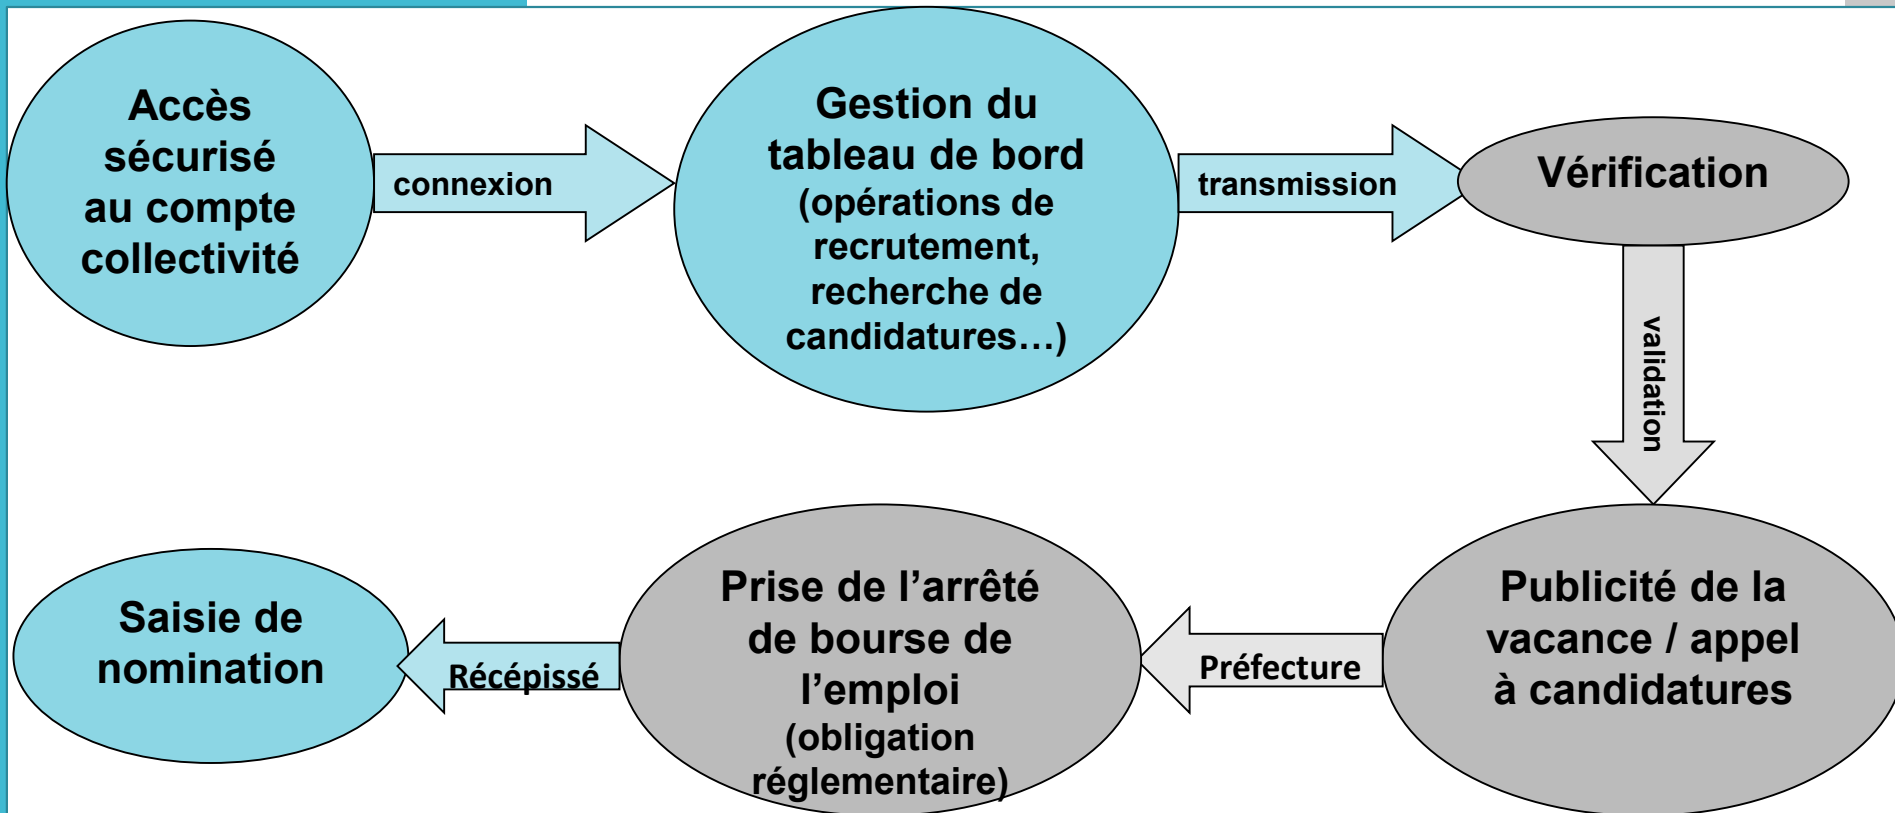 Accès
sécurisé
au compte
collectivité
connexion
Gestion du
tableau de bord
(opérations de
recrutement,
recherche de
candidatures…)
transmission
Vérification
validation
Publicité de la
vacance / appel
à candidatures
Préfecture
Prise de l’arrêté
de bourse de
l’emploi
(obligation
réglementaire)
Récépissé
Saisie de
nomination